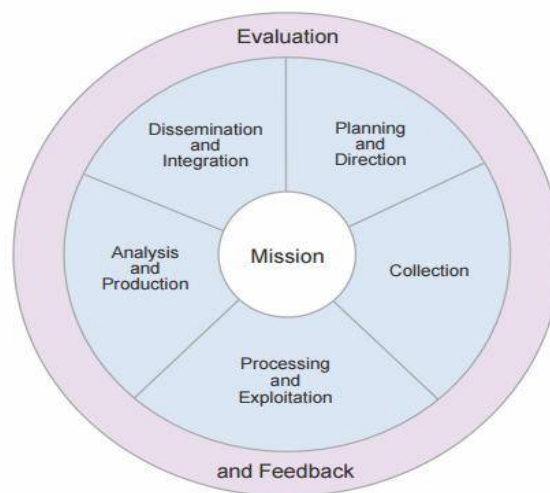 Evaluation
Dissemination
and
Integration
Planning
and
Direction
Analysis
and
Production
Mission
Collection
Processing
and
Exploitation
and Feedback